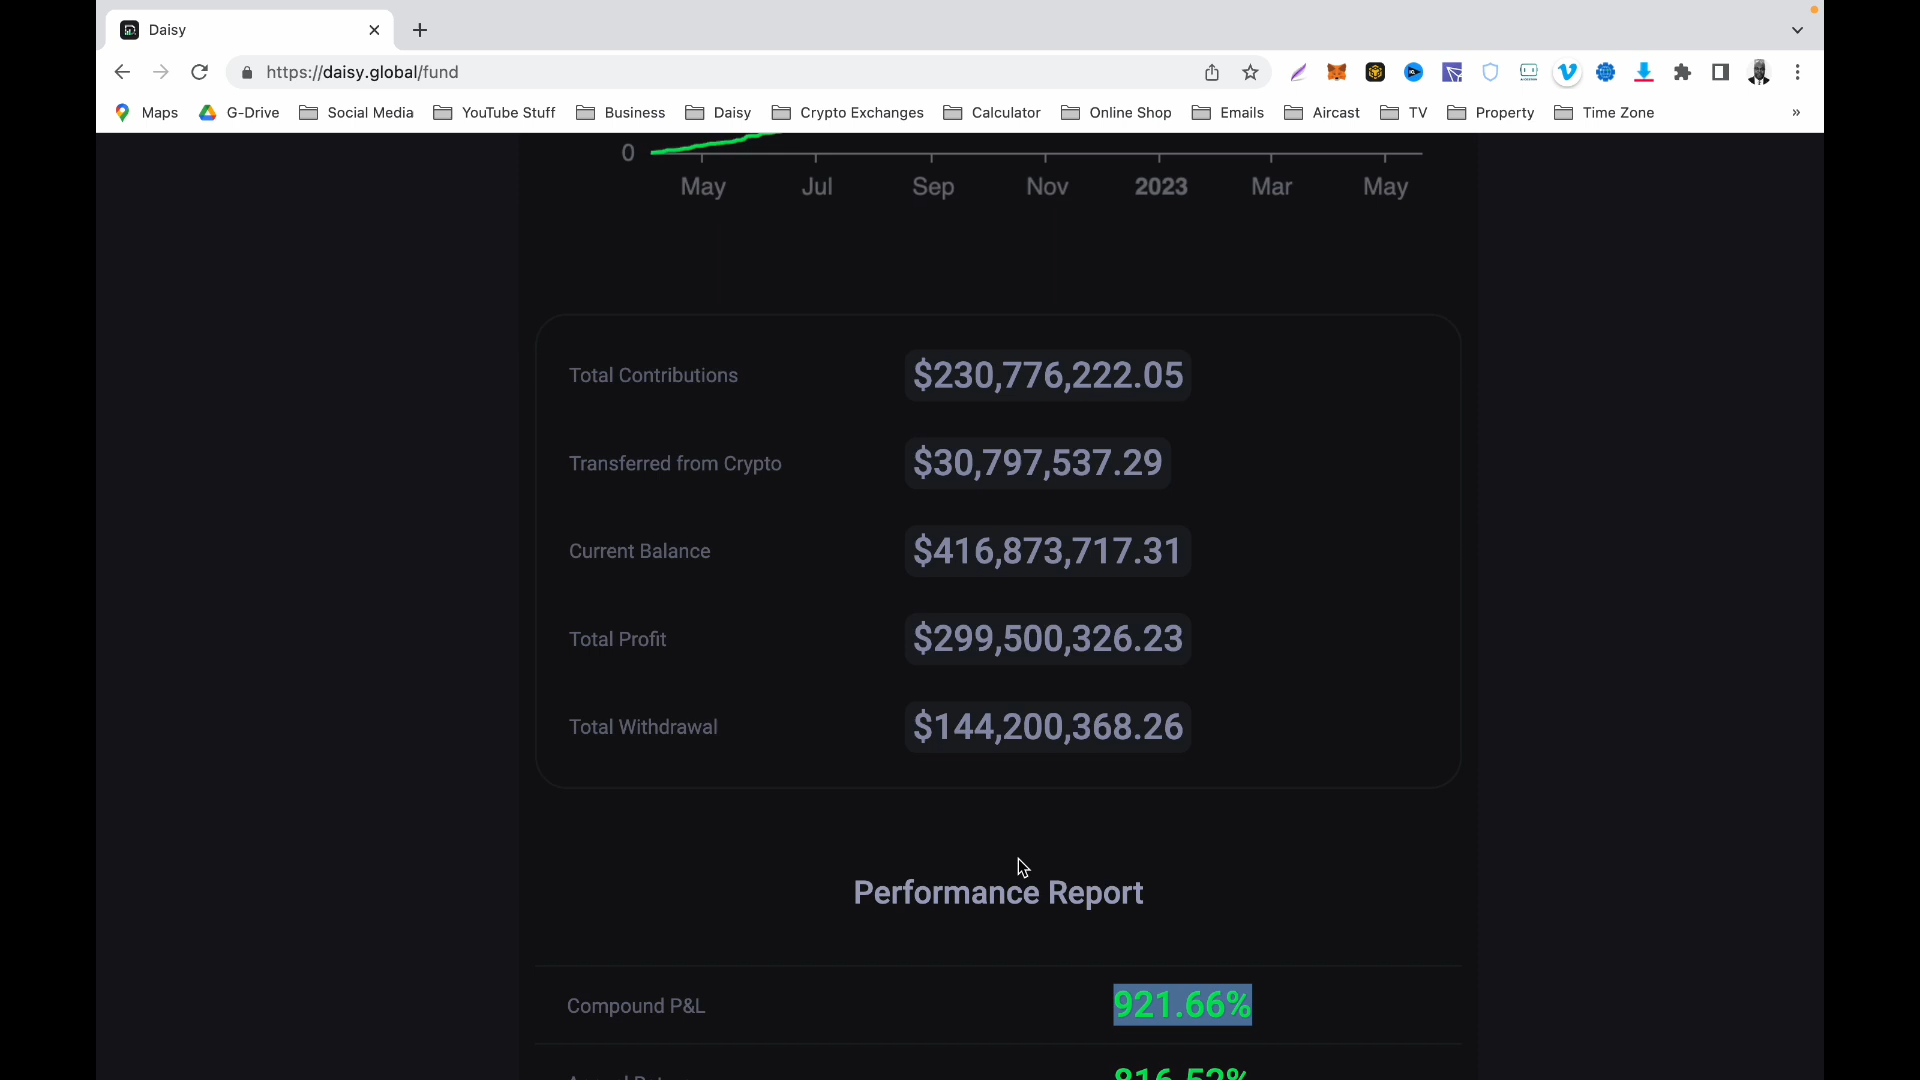 Daisy
https://daisy.global/fund
Maps G-Drive Social Media YouTube Stuff Business Daisy Crypto Exchanges Calculator Online Shop Emails Aircast TV Property Time Zone »
0
May Jul Sep Nov 2023 Mar May
Total Contributions $230,776,222.05
Transferred from Crypto $30,797,537.29
Current Balance $416,873,717.31
Total Profit $299,500,326.23
Total Withdrawal $144,200,368.26
Performance Report
Compound P&L 921.66%
816.52%